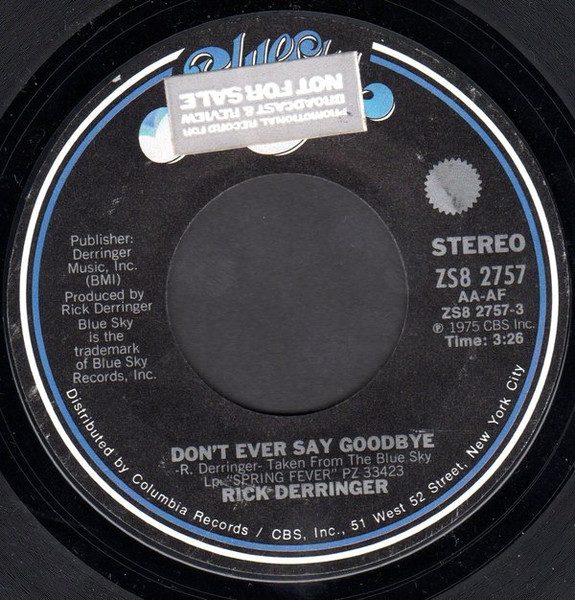 Blue Sky
PROMOTIONAL RECORD FOR
BROADCAST & REVIEW
NOT FOR SALE
Publisher:
Derringer
Music, Inc.
(BMI)
Produced by
Rick Derringer
Blue Sky
is the
trademark
of Blue Sky
Records, Inc.
STEREO
ZS8 2757
AA-AF
ZS8 2757-3
℗ 1975 CBS Inc.
Time: 3:26
DON'T EVER SAY GOODBYE
-R. Derringer- Taken From The Blue Sky
Lp "SPRING FEVER" PZ 33423
RICK DERRINGER
Distributed by Columbia Records / CBS, Inc., 51 West 52 Street, New York City